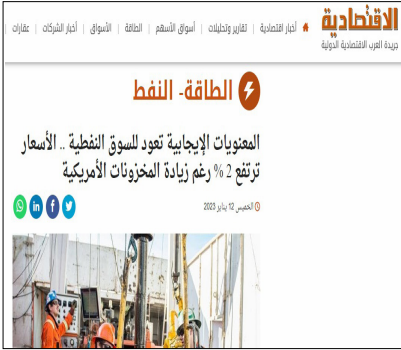 الاقتصادية
جريدة العرب الاقتصادية الدولية
أخبار اقتصادية | تقارير وتحليلات | أسواق الأسهم | الطاقة | الأسواق | أخبار الشركات | عقارات
الطاقة- النفط
المعنويات الإيجابية تعود للسوق النفطية .. الأسعار
ترتفع 2 % رغم زيادة المخزونات الأمريكية
الخميس 12 يناير 2023